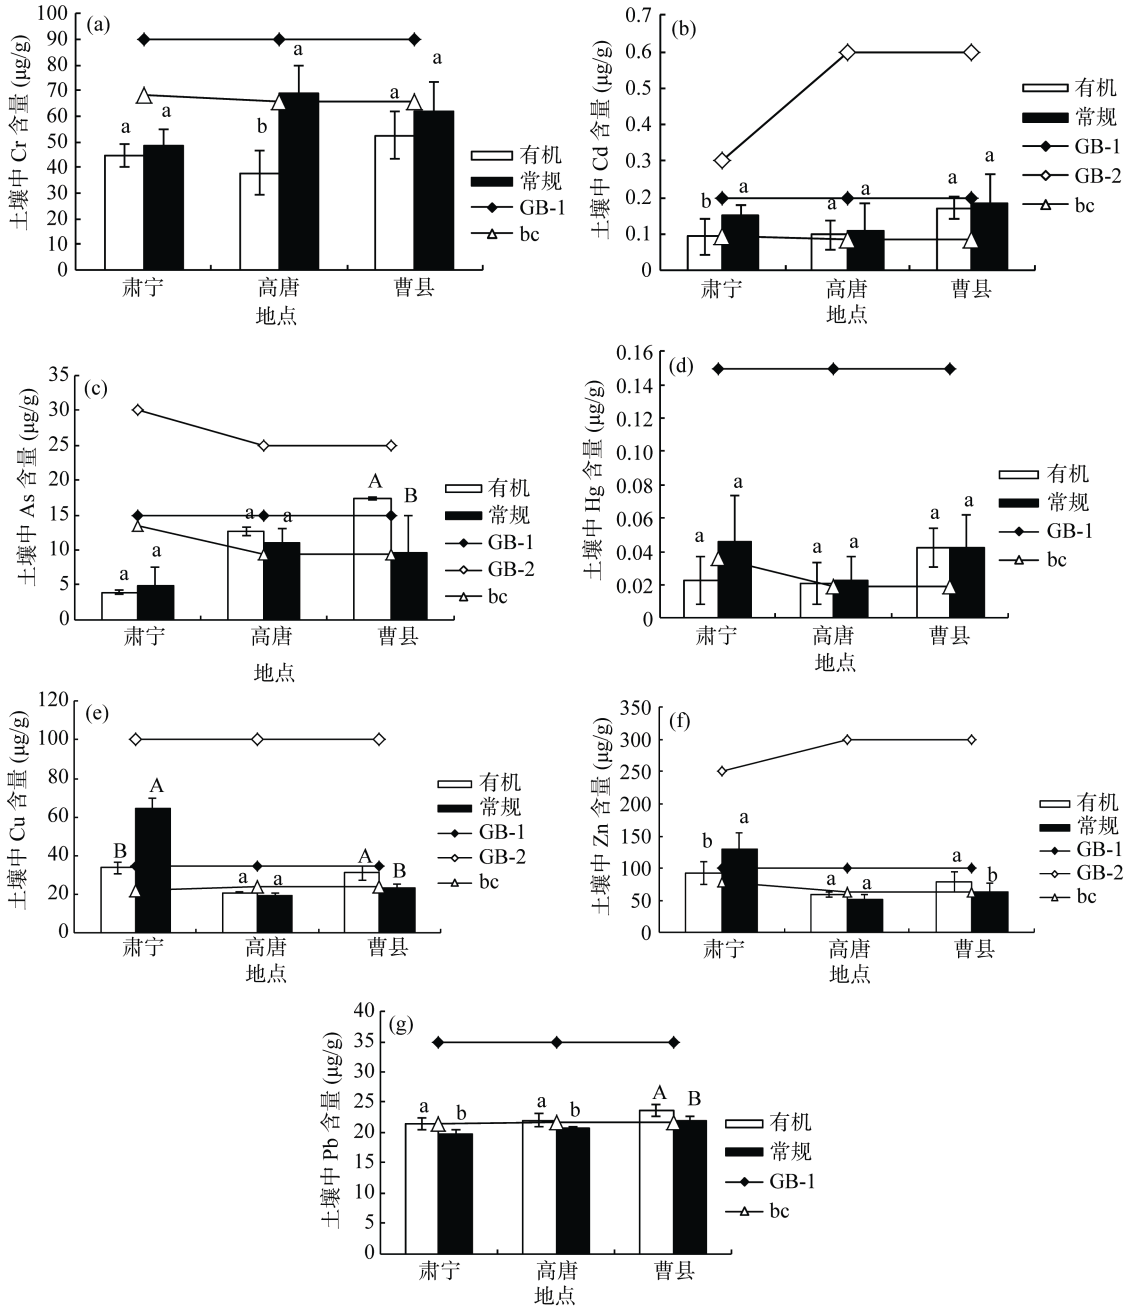 (a)
土壤中 Cr 含量 (μg/g)
100
90
80
70
60
50
40
30
20
10
0
a
a
b
a
a
a
肃宁
高唐
曹县
地点
有机
常规
GB-1
bc
(b)
土壤中 Cd 含量 (μg/g)
0.7
0.6
0.5
0.4
0.3
0.2
0.1
0
b
a
a
a
a
a
肃宁
高唐
曹县
地点
有机
常规
GB-1
GB-2
bc
(c)
土壤中 As 含量 (μg/g)
35
30
25
20
15
10
5
0
a
a
a
a
A
B
肃宁
高唐
曹县
地点
有机
常规
GB-1
GB-2
bc
(d)
土壤中 Hg 含量 (μg/g)
0.16
0.14
0.12
0.10
0.08
0.06
0.04
0.02
0
a
a
a
a
a
a
肃宁
高唐
曹县
地点
有机
常规
GB-1
bc
(e)
土壤中 Cu 含量 (μg/g)
120
100
80
60
40
20
0
B
A
a
a
A
B
肃宁
高唐
曹县
地点
有机
常规
GB-1
GB-2
bc
(f)
土壤中 Zn 含量 (μg/g)
350
300
250
200
150
100
50
0
b
a
a
a
a
b
肃宁
高唐
曹县
地点
有机
常规
GB-1
GB-2
bc
(g)
土壤中 Pb 含量 (μg/g)
40
35
30
25
20
15
10
5
0
a
b
a
b
A
B
肃宁
高唐
曹县
地点
有机
常规
GB-1
bc